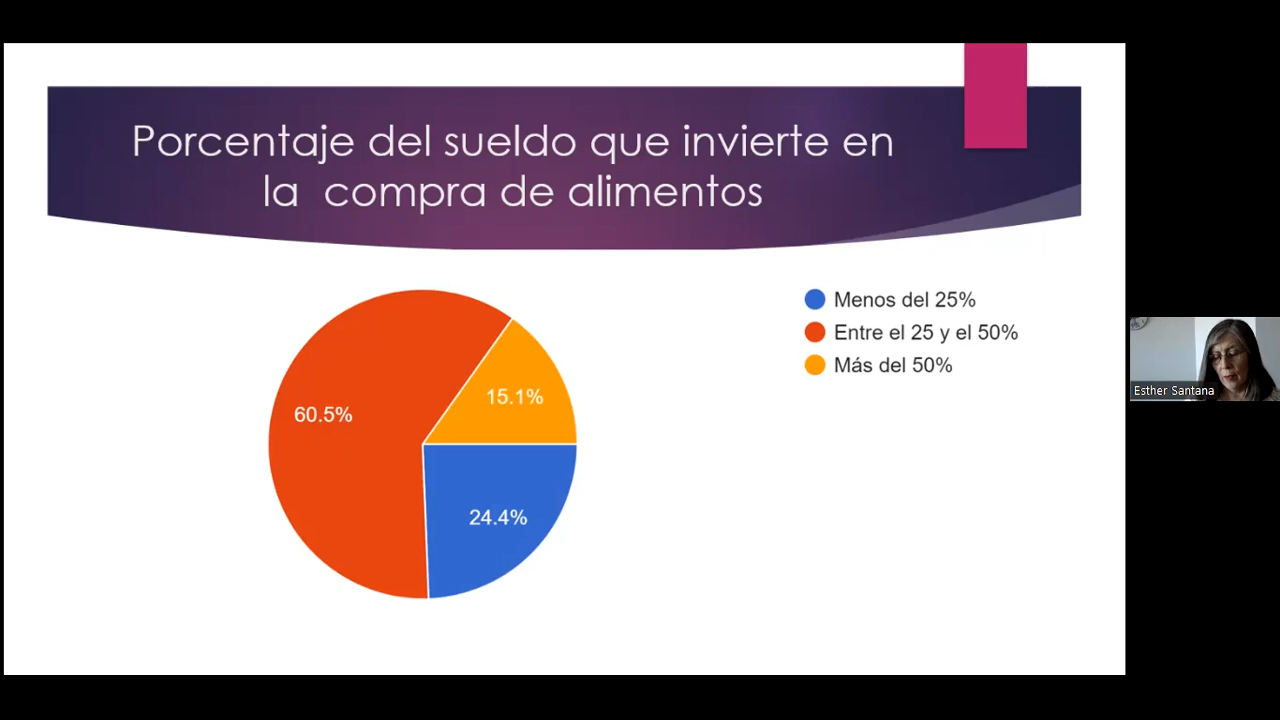 Porcentaje del sueldo que invierte en
la compra de alimentos
Menos del 25%
Entre el 25 y el 50%
Más del 50%
60.5%
15.1%
24.4%
Esther Santana